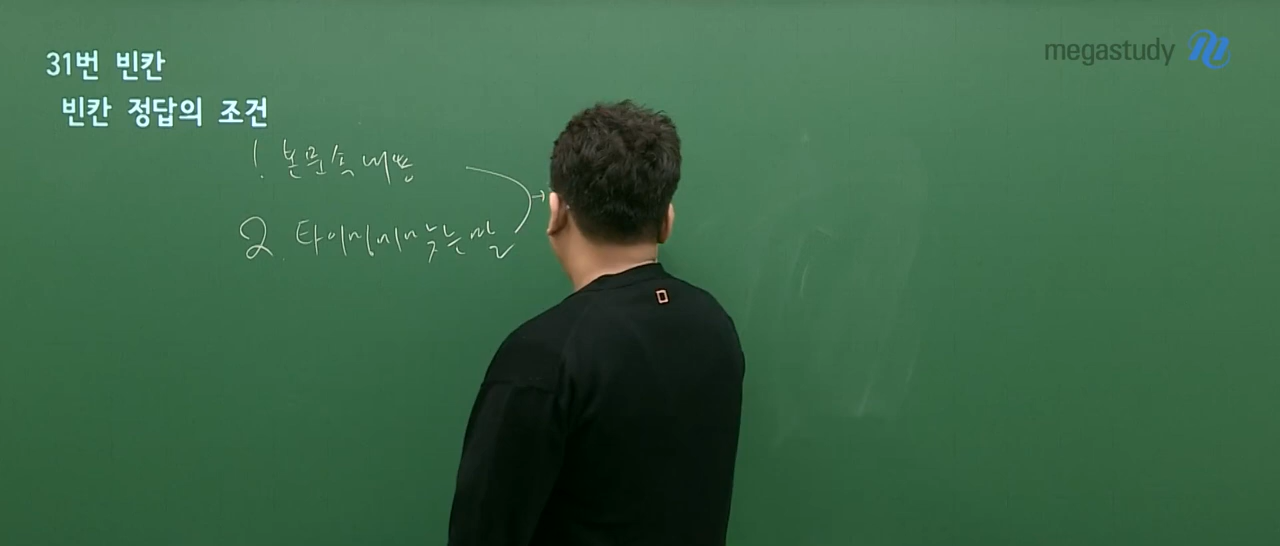 megastudy
31번 빈칸
빈칸 정답의 조건
1. 본문 속 내용
2. 타이밍이 맞는 말